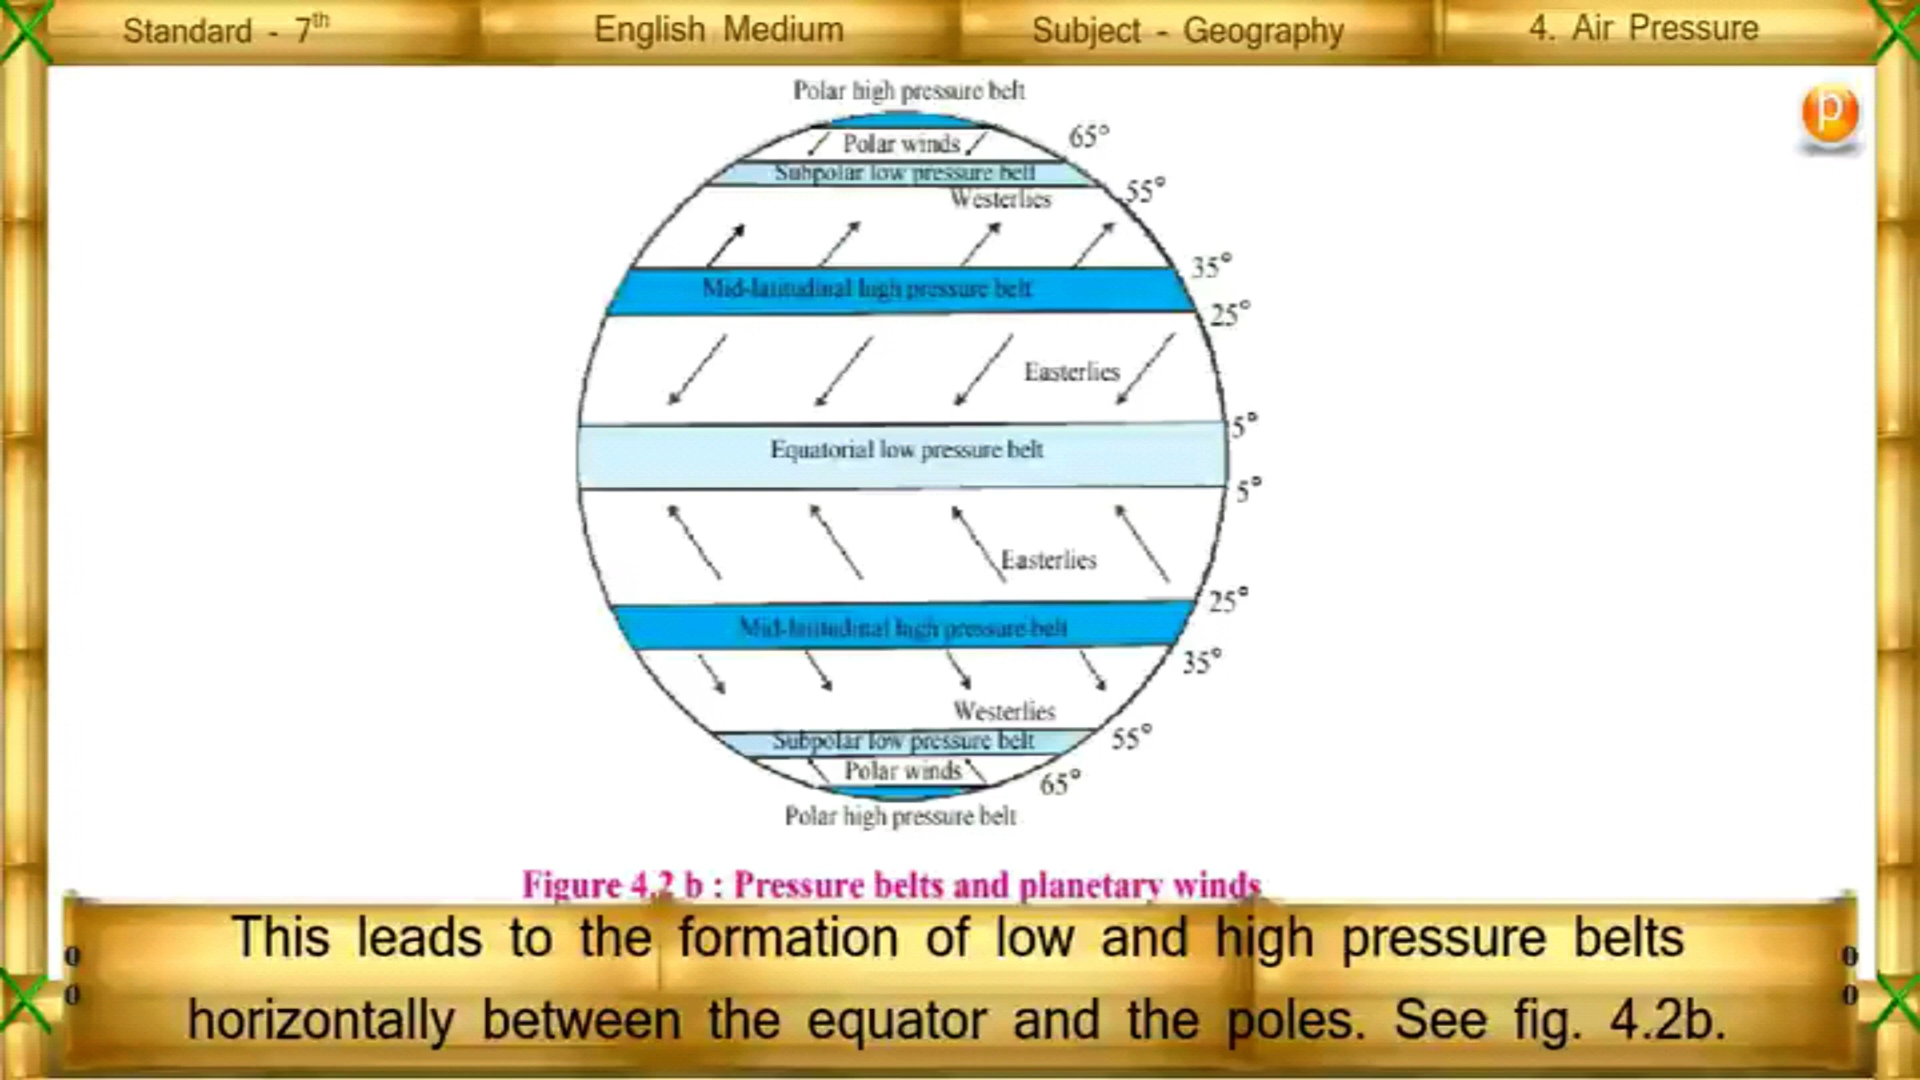 Standard - 7th
English Medium
Subject - Geography
4. Air Pressure
p
Polar high pressure belt
65°
Polar winds
Subpolar low pressure belt
55°
Westerlies
35°
Mid-latitudinal high pressure belt
25°
Easterlies
5°
Equatorial low pressure belt
5°
Easterlies
25°
Mid-latitudinal high pressure belt
35°
Westerlies
55°
Subpolar low pressure belt
Polar winds
65°
Polar high pressure belt
Figure 4.2 b : Pressure belts and planetary winds
This leads to the formation of low and high pressure belts
horizontally between the equator and the poles. See fig. 4.2b.